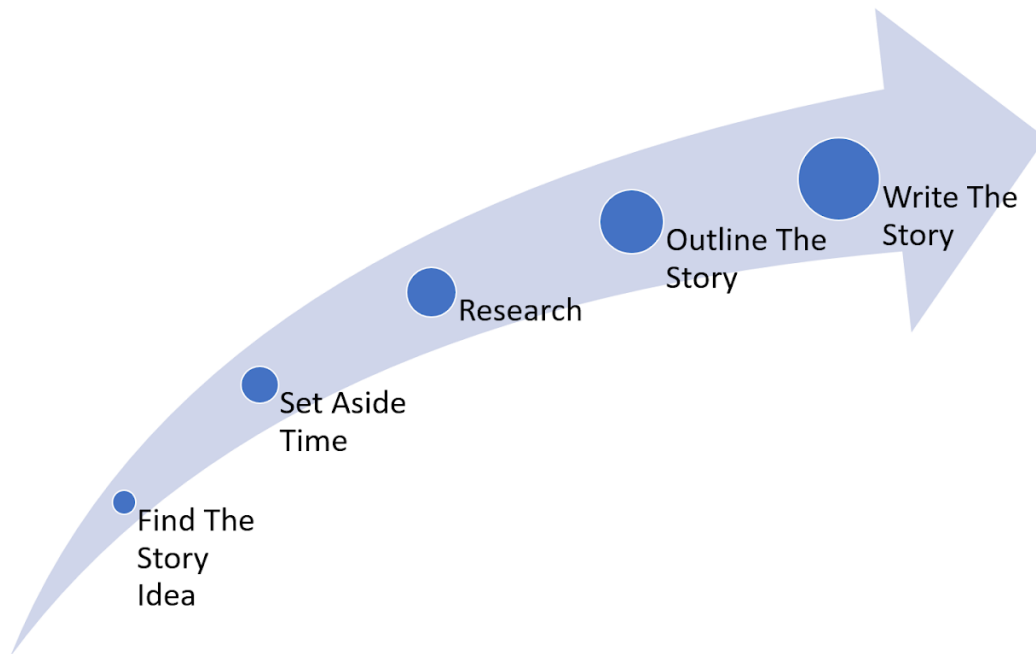 Find The
Story
Idea
Set Aside
Time
Research
Outline The
Story
Write The
Story